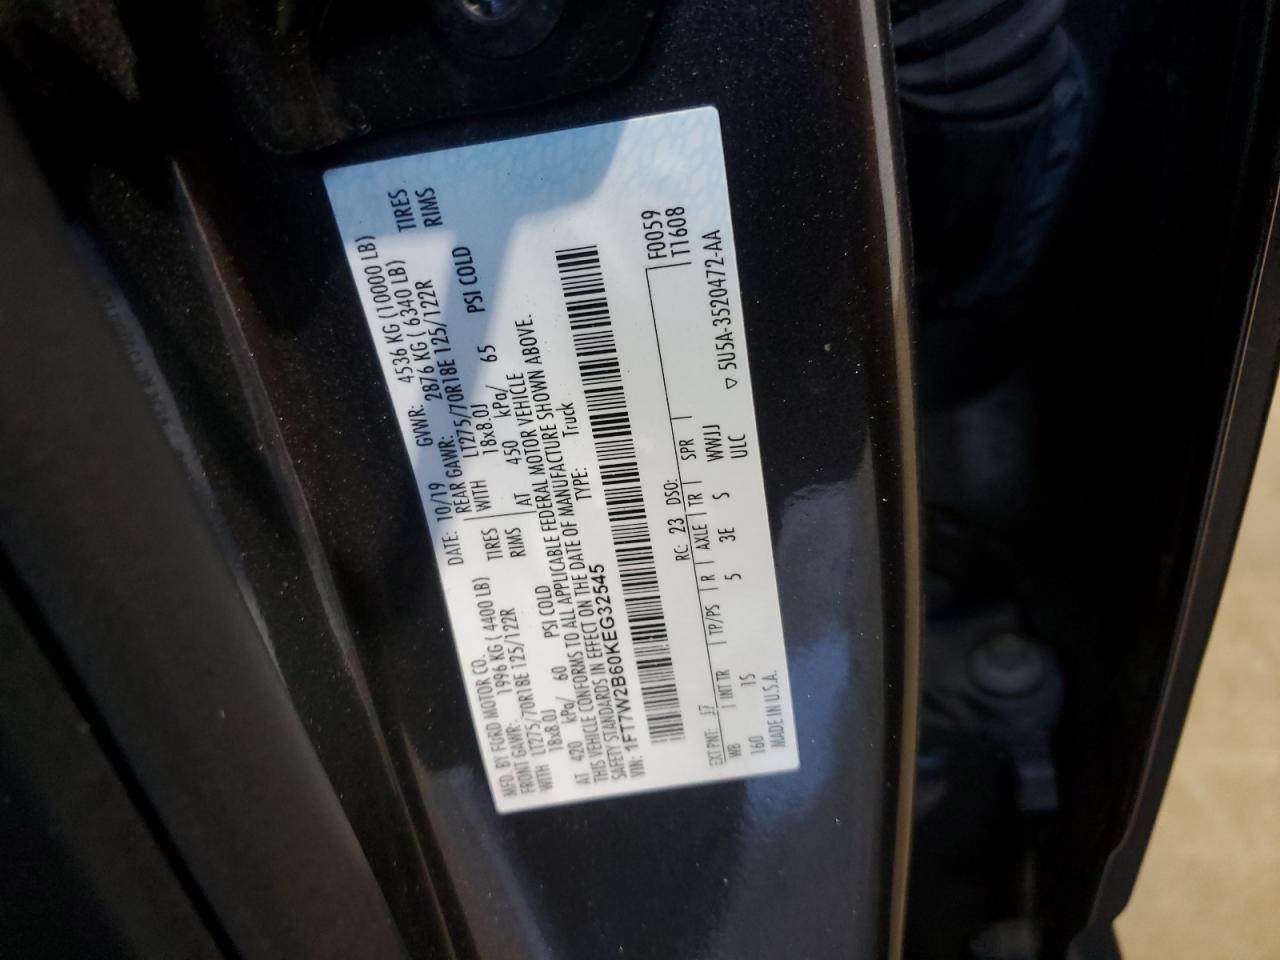 MFD. BY FORD MOTOR CO.
DATE: 10/19 GVWR: 4536 KG (10000 LB)
FRONT GAWR: 1996 KG ( 4400 LB) REAR GAWR: 2876 KG ( 6340 LB)
WITH LT275/70R18E 125/122R TIRES WITH LT275/70R18E 125/122R TIRES
18x8.0J RIMS 18x8.0J RIMS
AT 420 kPa/ 60 PSI COLD AT 450 kPa/ 65 PSI COLD
THIS VEHICLE CONFORMS TO ALL APPLICABLE FEDERAL MOTOR VEHICLE
SAFETY STANDARDS IN EFFECT ON THE DATE OF MANUFACTURE SHOWN ABOVE.
VIN: 1FT7W2B60KEG32545 TYPE: Truck
F0059
T1608
EXT PNT: J7 RC: 23 DSO:
WB INT TR TP/PS R AXLE TR SPR
160 IS 5 3E S WWJJ
ULC
MADE IN U.S.A. ▽ 5U5A-3520472-AA